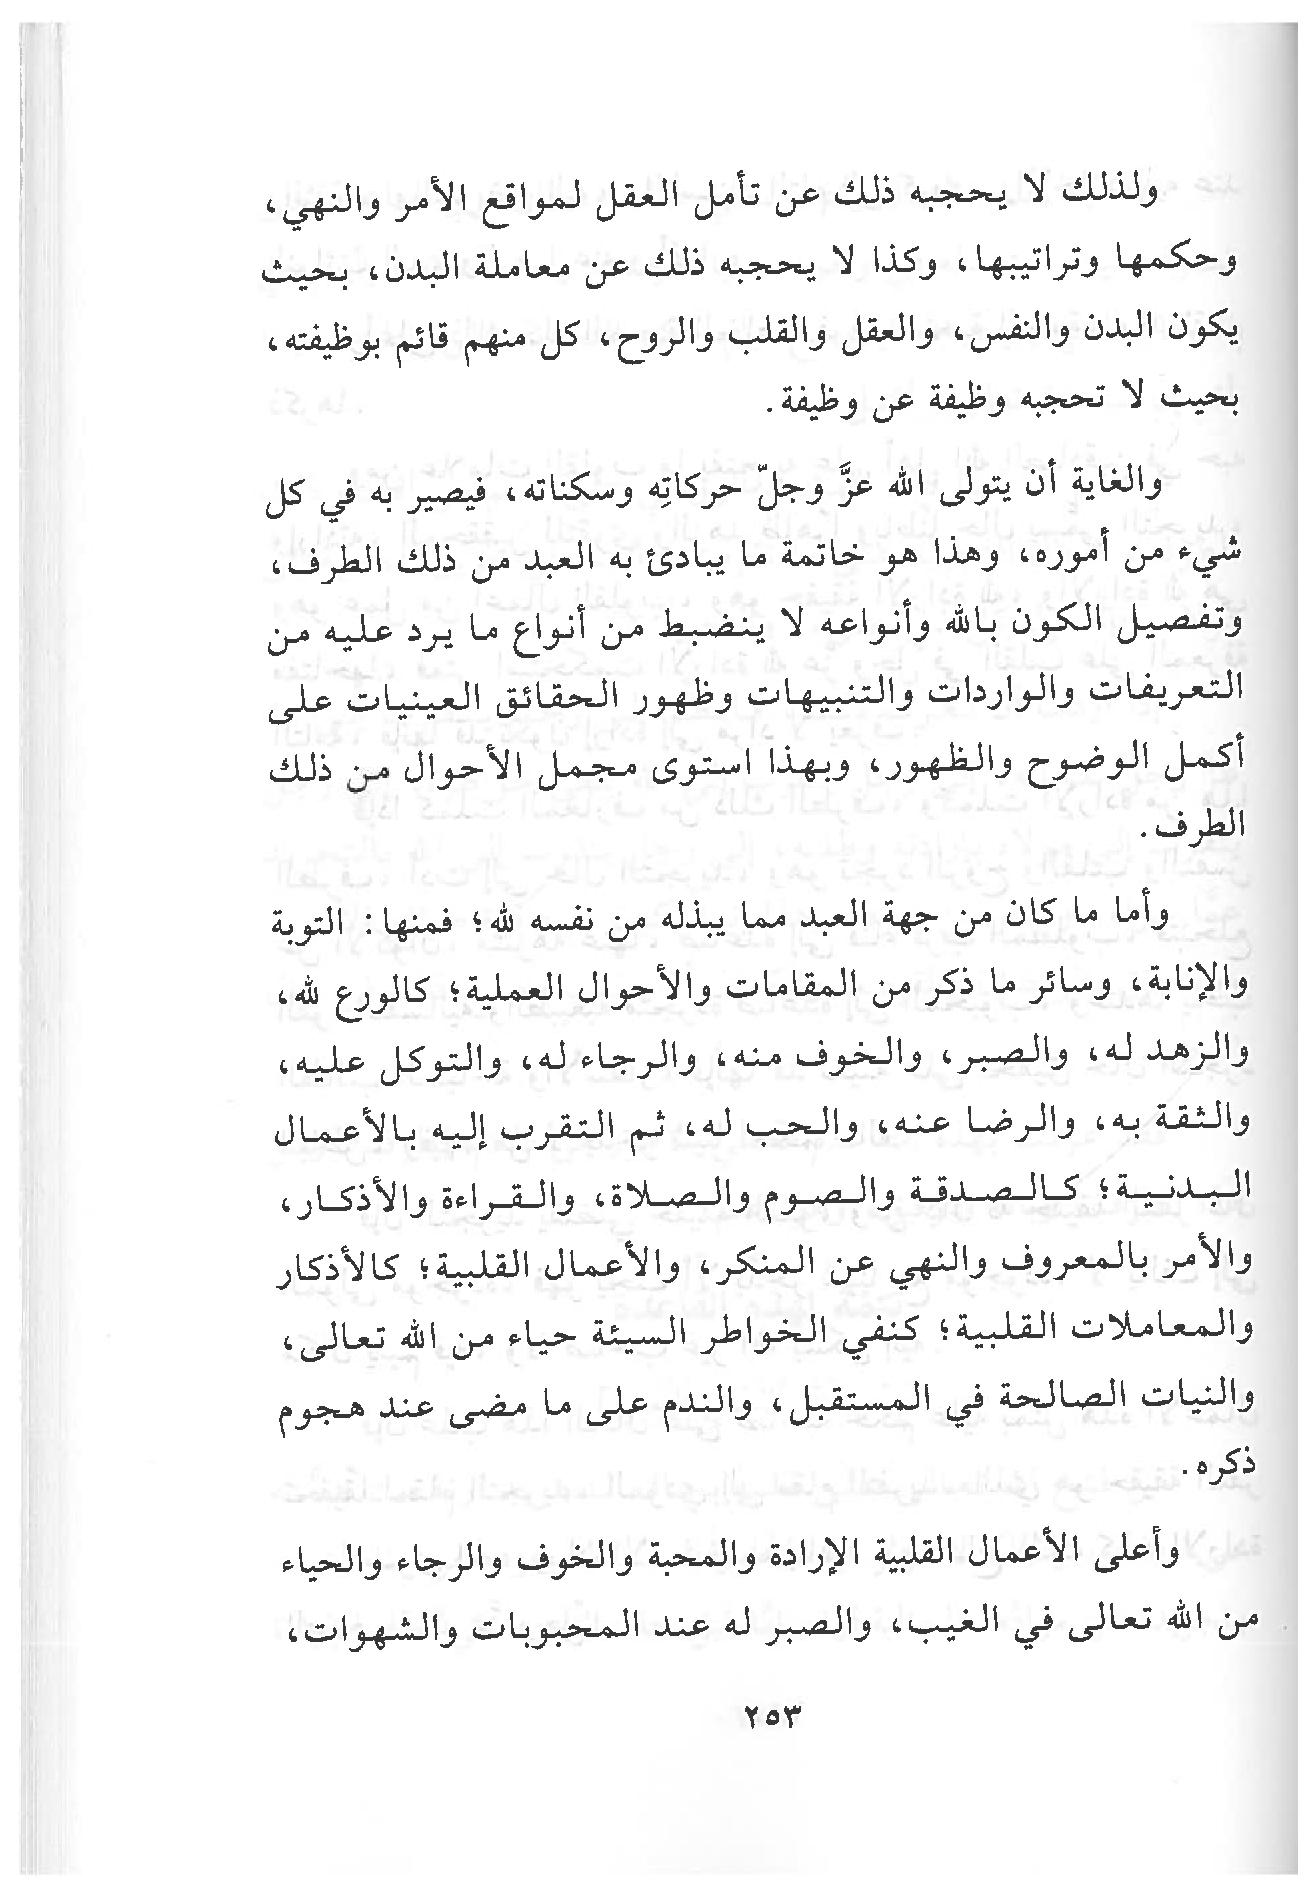 ولذلك لا يحجبه ذلك عن تأمل العقل لمواقع الأمر والنهي،
وحكمها وتراتيبها، وكذا لا يحجبه ذلك عن معاملة البدن، بحيث
يكون البدن والنفس، والعقل والقلب والروح، كل منهم قائم بوظيفته،
بحيث لا تحجبه وظيفة عن وظيفة.
والغاية أن يتولى الله عزَّ وجلّ حركاتِه وسكناته، فيصير به في كل
شيء من أموره، وهذا هو خاتمة ما يبادئ به العبد من ذلك الطرف،
وتفصيل الكون بالله وأنواعه لا ينضبط من أنواع ما يرد عليه من
التعريفات والواردات والتنبيهات وظهور الحقائق العينيات على
أكمل الوضوح والظهور، وبهذا استوى مجمل الأحوال من ذلك
الطرف.
وأما ما كان من جهة العبد مما يبذله من نفسه لله؛ فمنها: التوبة
والإنابة، وسائر ما ذكر من المقامات والأحوال العملية؛ كالورع لله،
والزهد له، والصبر، والخوف منه، والرجاء له، والتوكل عليه،
والثقة به، والرضا عنه، والحب له، ثم التقرب إليه بالأعمال
البدنية؛ كالصدقة والصوم والصلاة، والقراءة والأذكار،
والأمر بالمعروف والنهي عن المنكر، والأعمال القلبية؛ كالأذكار
والمعاملات القلبية؛ كنفي الخواطر السيئة حياء من الله تعالى،
والنيات الصالحة في المستقبل، والندم على ما مضى عند هجوم
ذكره.
وأعلى الأعمال القلبية الإرادة والمحبة والخوف والرجاء والحياء
من الله تعالى في الغيب، والصبر له عند المحبوبات والشهوات،
٢٥٣